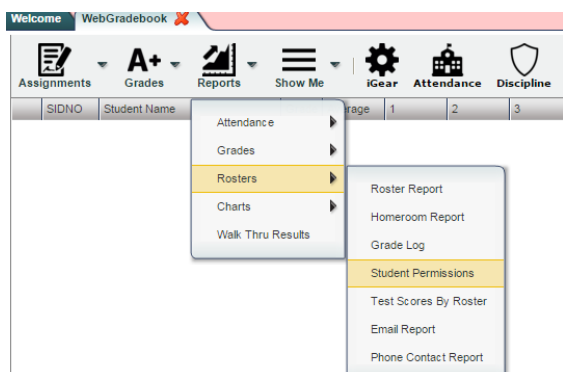 Welcome WebGradebook
Assignments A+ Grades Reports Show Me iGear Attendance Discipline
SIDNO Student Name rage 1 2 3
Attendance
Grades
Rosters
Charts
Walk Thru Results
Roster Report
Homeroom Report
Grade Log
Student Permissions
Test Scores By Roster
Email Report
Phone Contact Report